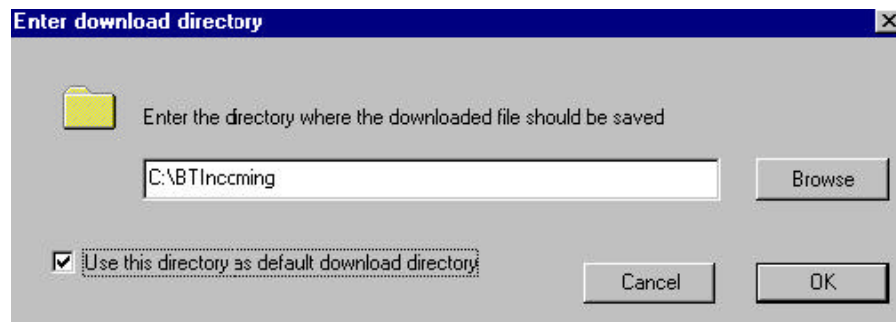 Enter download directory
Enter the directory where the downloaded file should be saved
C:\BTIncoming
Browse
Use this directory as default download directory
Cancel
OK